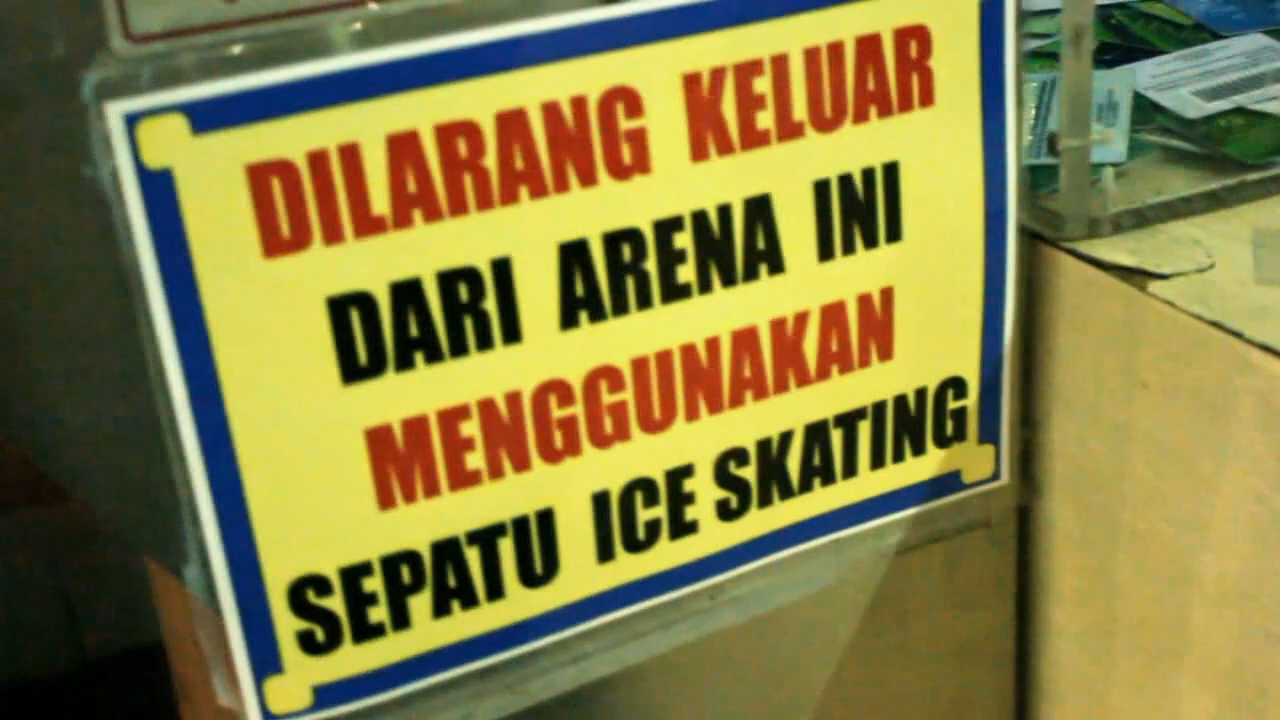 DILARANG KELUAR
DARI ARENA INI
MENGGUNAKAN
SEPATU ICE SKATING